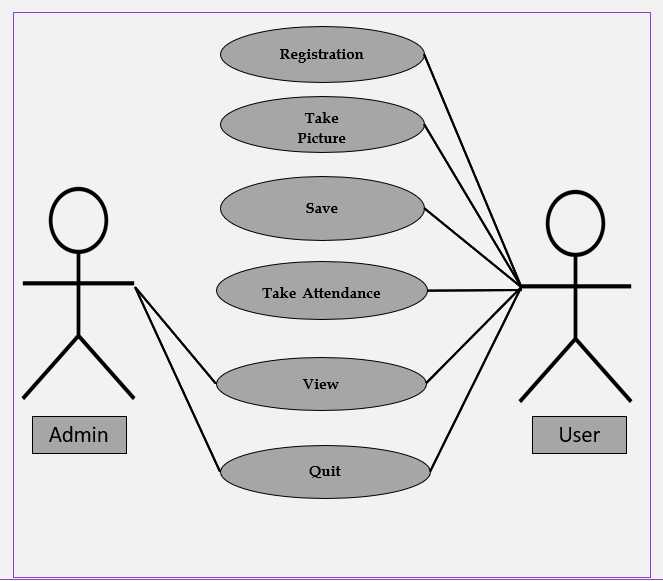 Registration
Take
Picture
Save
Take Attendance
View
Quit
Admin
User